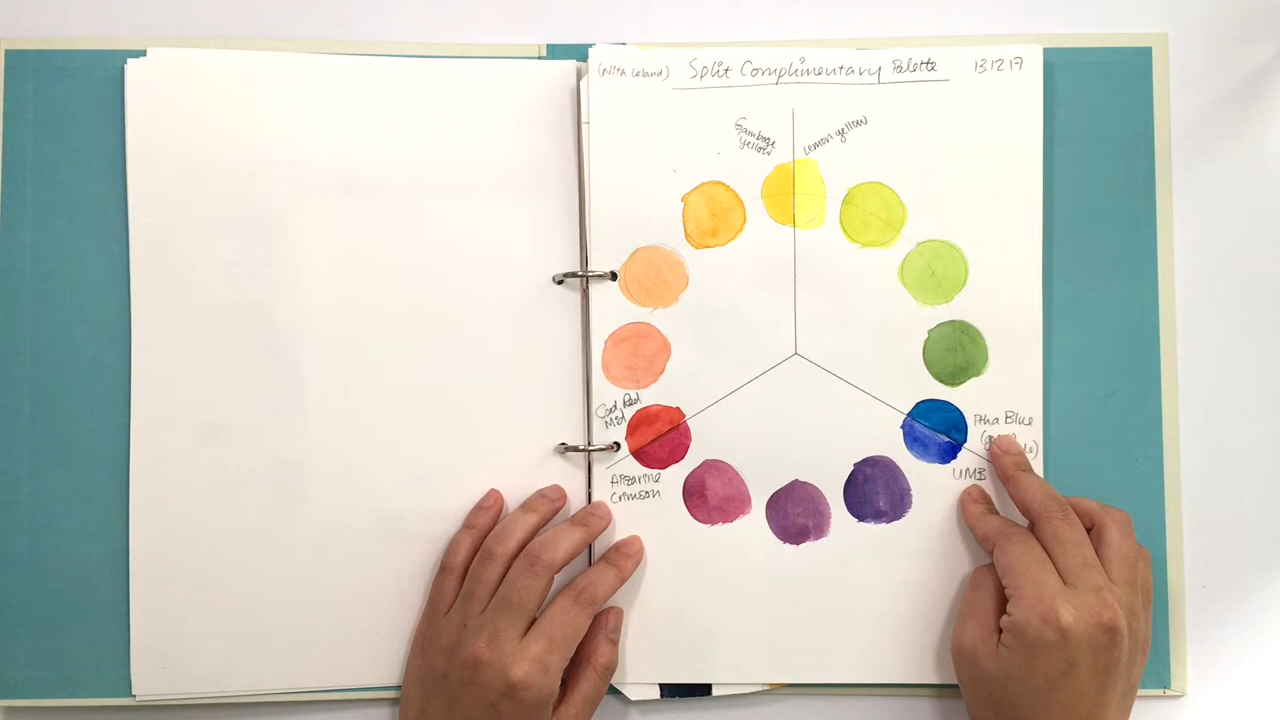 (Nita Leland) Split Complimentary Palette 13 12 17
Gamboge
Yellow
Lemon yellow
Cad. Red
Mid
Alizarine
Crimson
Ptha Blue
UMB